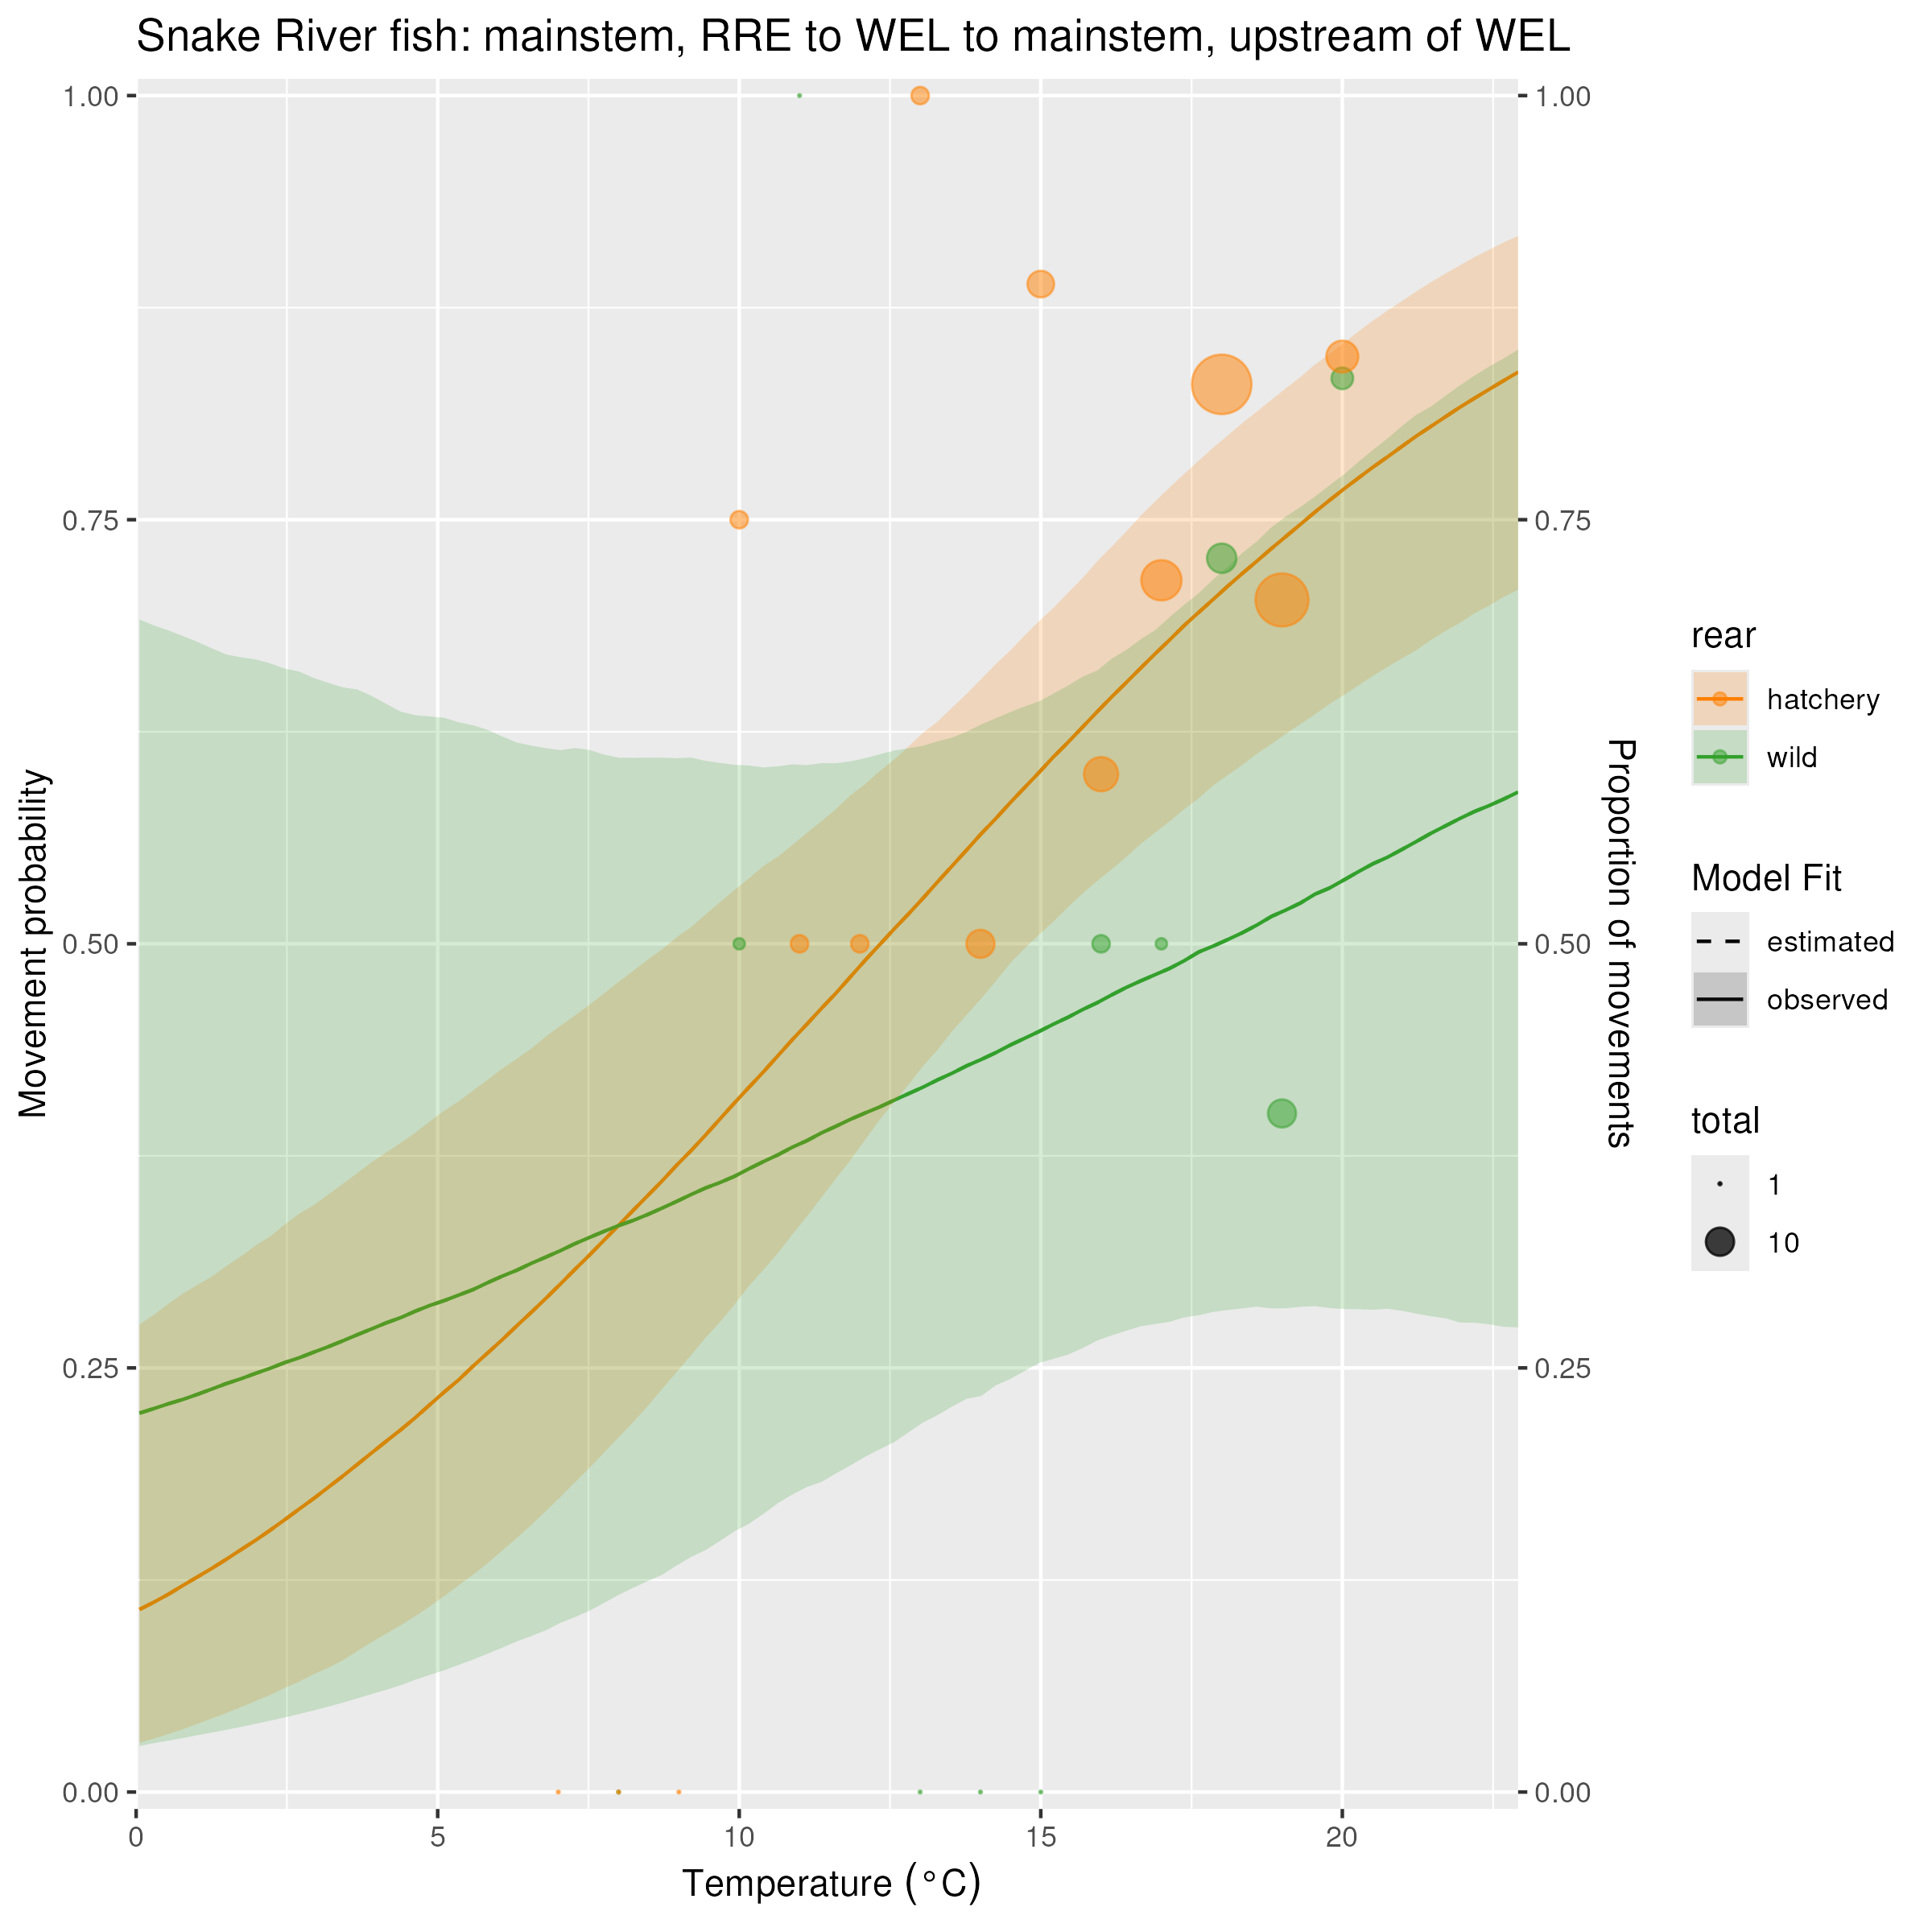 Snake River fish: mainstem, RRE to WEL to mainstem, upstream of WEL
Movement probability
1.00
0.75
0.50
0.25
0.00
0
5
10
15
20
Temperature (°C)
1.00
0.75
0.50
0.25
0.00
Proportion of movements
rear
hatchery
wild
Model Fit
estimated
observed
total
1
10